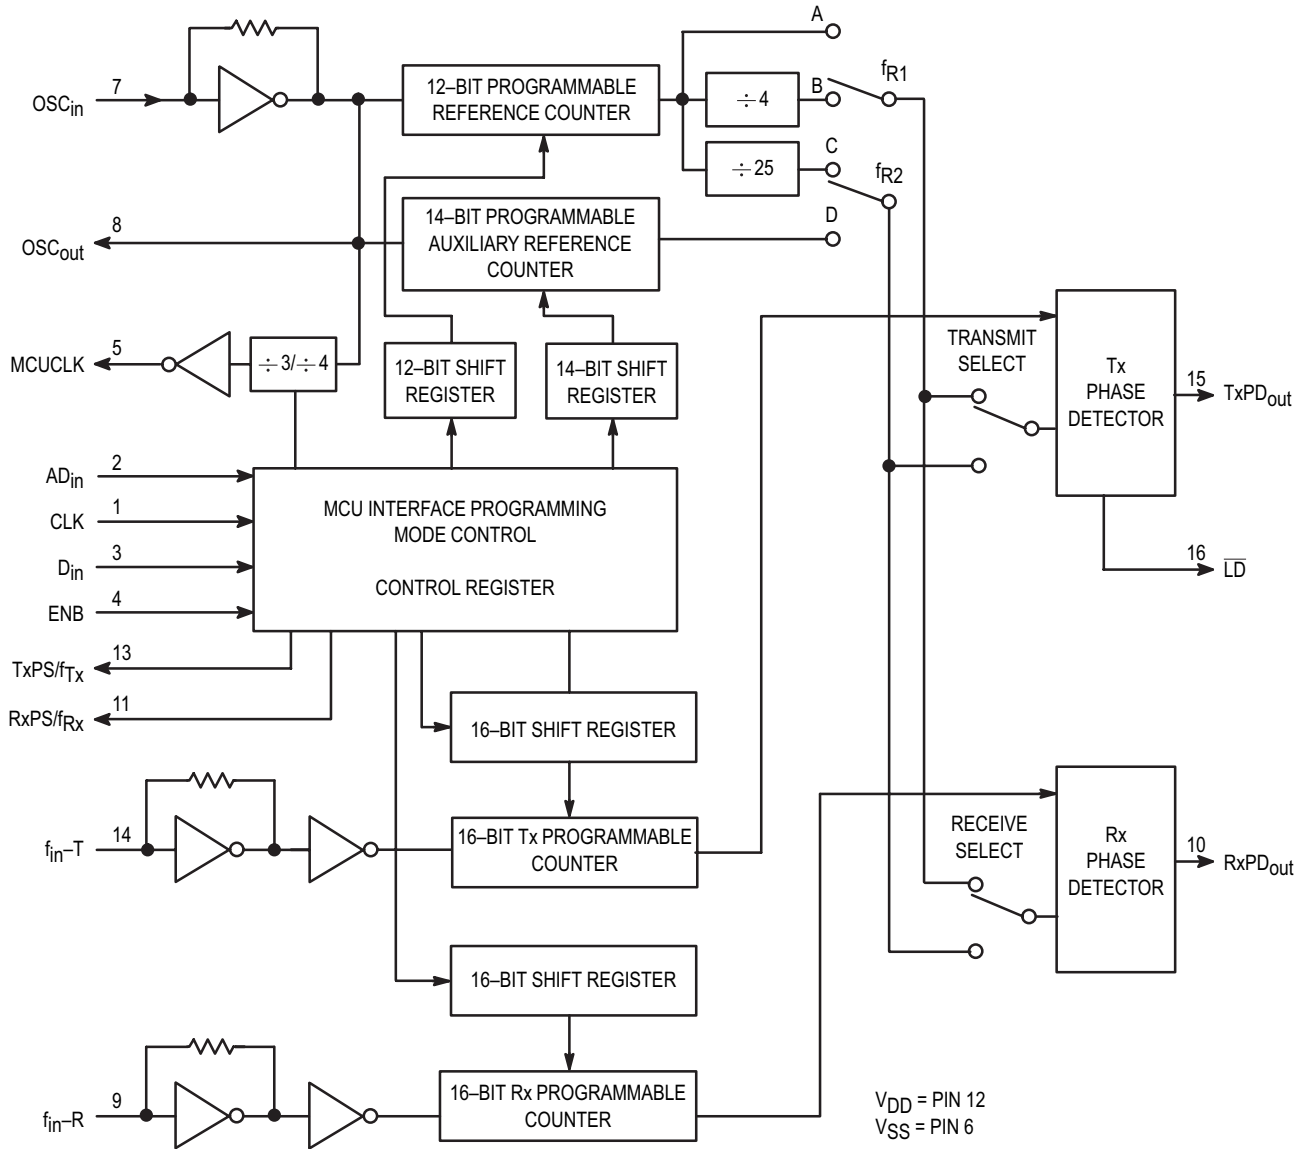 A
7
OSCin
12–BIT PROGRAMMABLE
REFERENCE COUNTER
÷4
B
fR1
÷25
C
fR2
8
OSCout
14–BIT PROGRAMMABLE
AUXILIARY REFERENCE
COUNTER
D
5
MCUCLK
÷3/÷4
12–BIT SHIFT
REGISTER
14–BIT SHIFT
REGISTER
TRANSMIT
SELECT
Tx
PHASE
DETECTOR
15
TxPDout
2
ADin
1
CLK
3
Din
4
ENB
MCU INTERFACE PROGRAMMING
MODE CONTROL
CONTROL REGISTER
16
LD
13
TxPS/fTx
11
RxPS/fRx
16–BIT SHIFT REGISTER
14
fin–T
16–BIT Tx PROGRAMMABLE
COUNTER
RECEIVE
SELECT
Rx
PHASE
DETECTOR
10
RxPDout
16–BIT SHIFT REGISTER
9
fin–R
16–BIT Rx PROGRAMMABLE
COUNTER
VDD = PIN 12
VSS = PIN 6